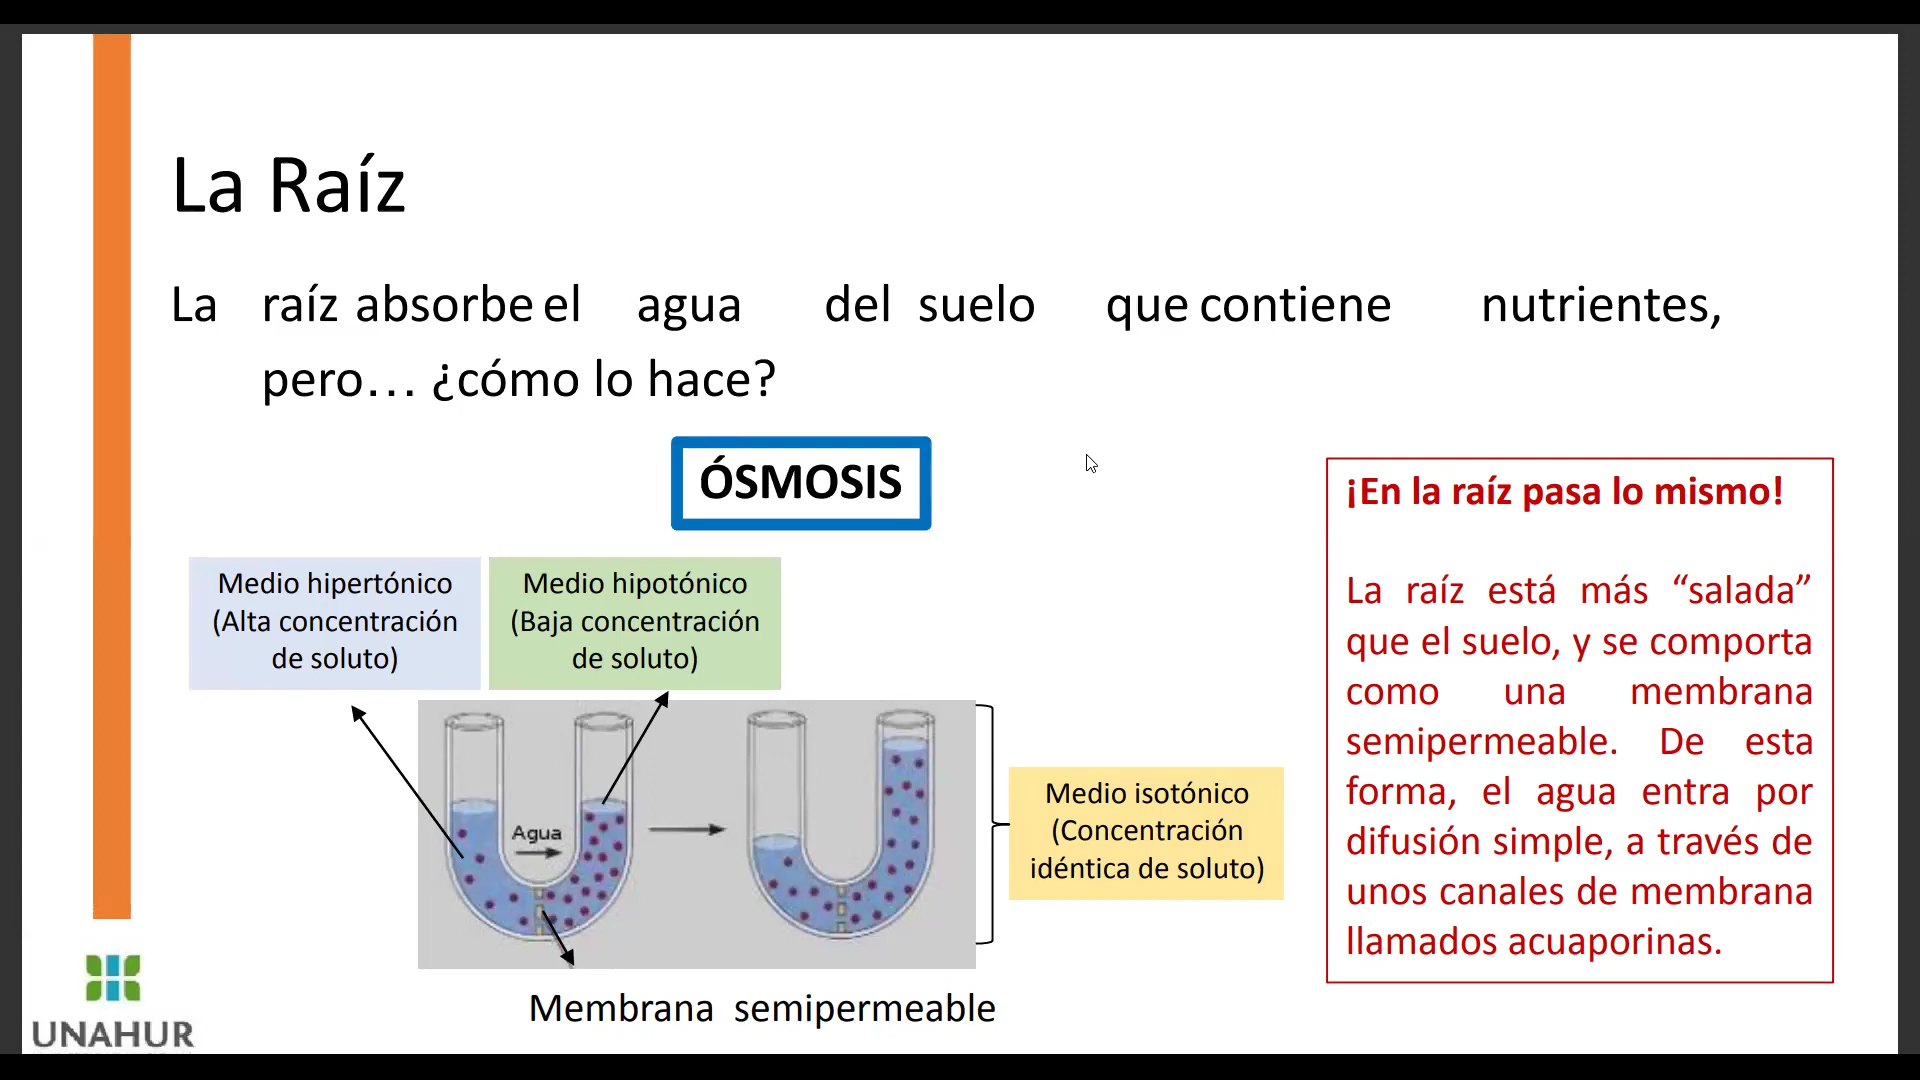 La Raíz
La raíz absorbe el agua del suelo que contiene nutrientes,
pero… ¿cómo lo hace?
ÓSMOSIS
Medio hipertónico
(Alta concentración
de soluto)
Medio hipotónico
(Baja concentración
de soluto)
Agua
Membrana semipermeable
Medio isotónico
(Concentración
idéntica de soluto)
¡En la raíz pasa lo mismo!
La raíz está más “salada”
que el suelo, y se comporta
como una membrana
semipermeable. De esta
forma, el agua entra por
difusión simple, a través de
unos canales de membrana
llamados acuaporinas.
UNAHUR